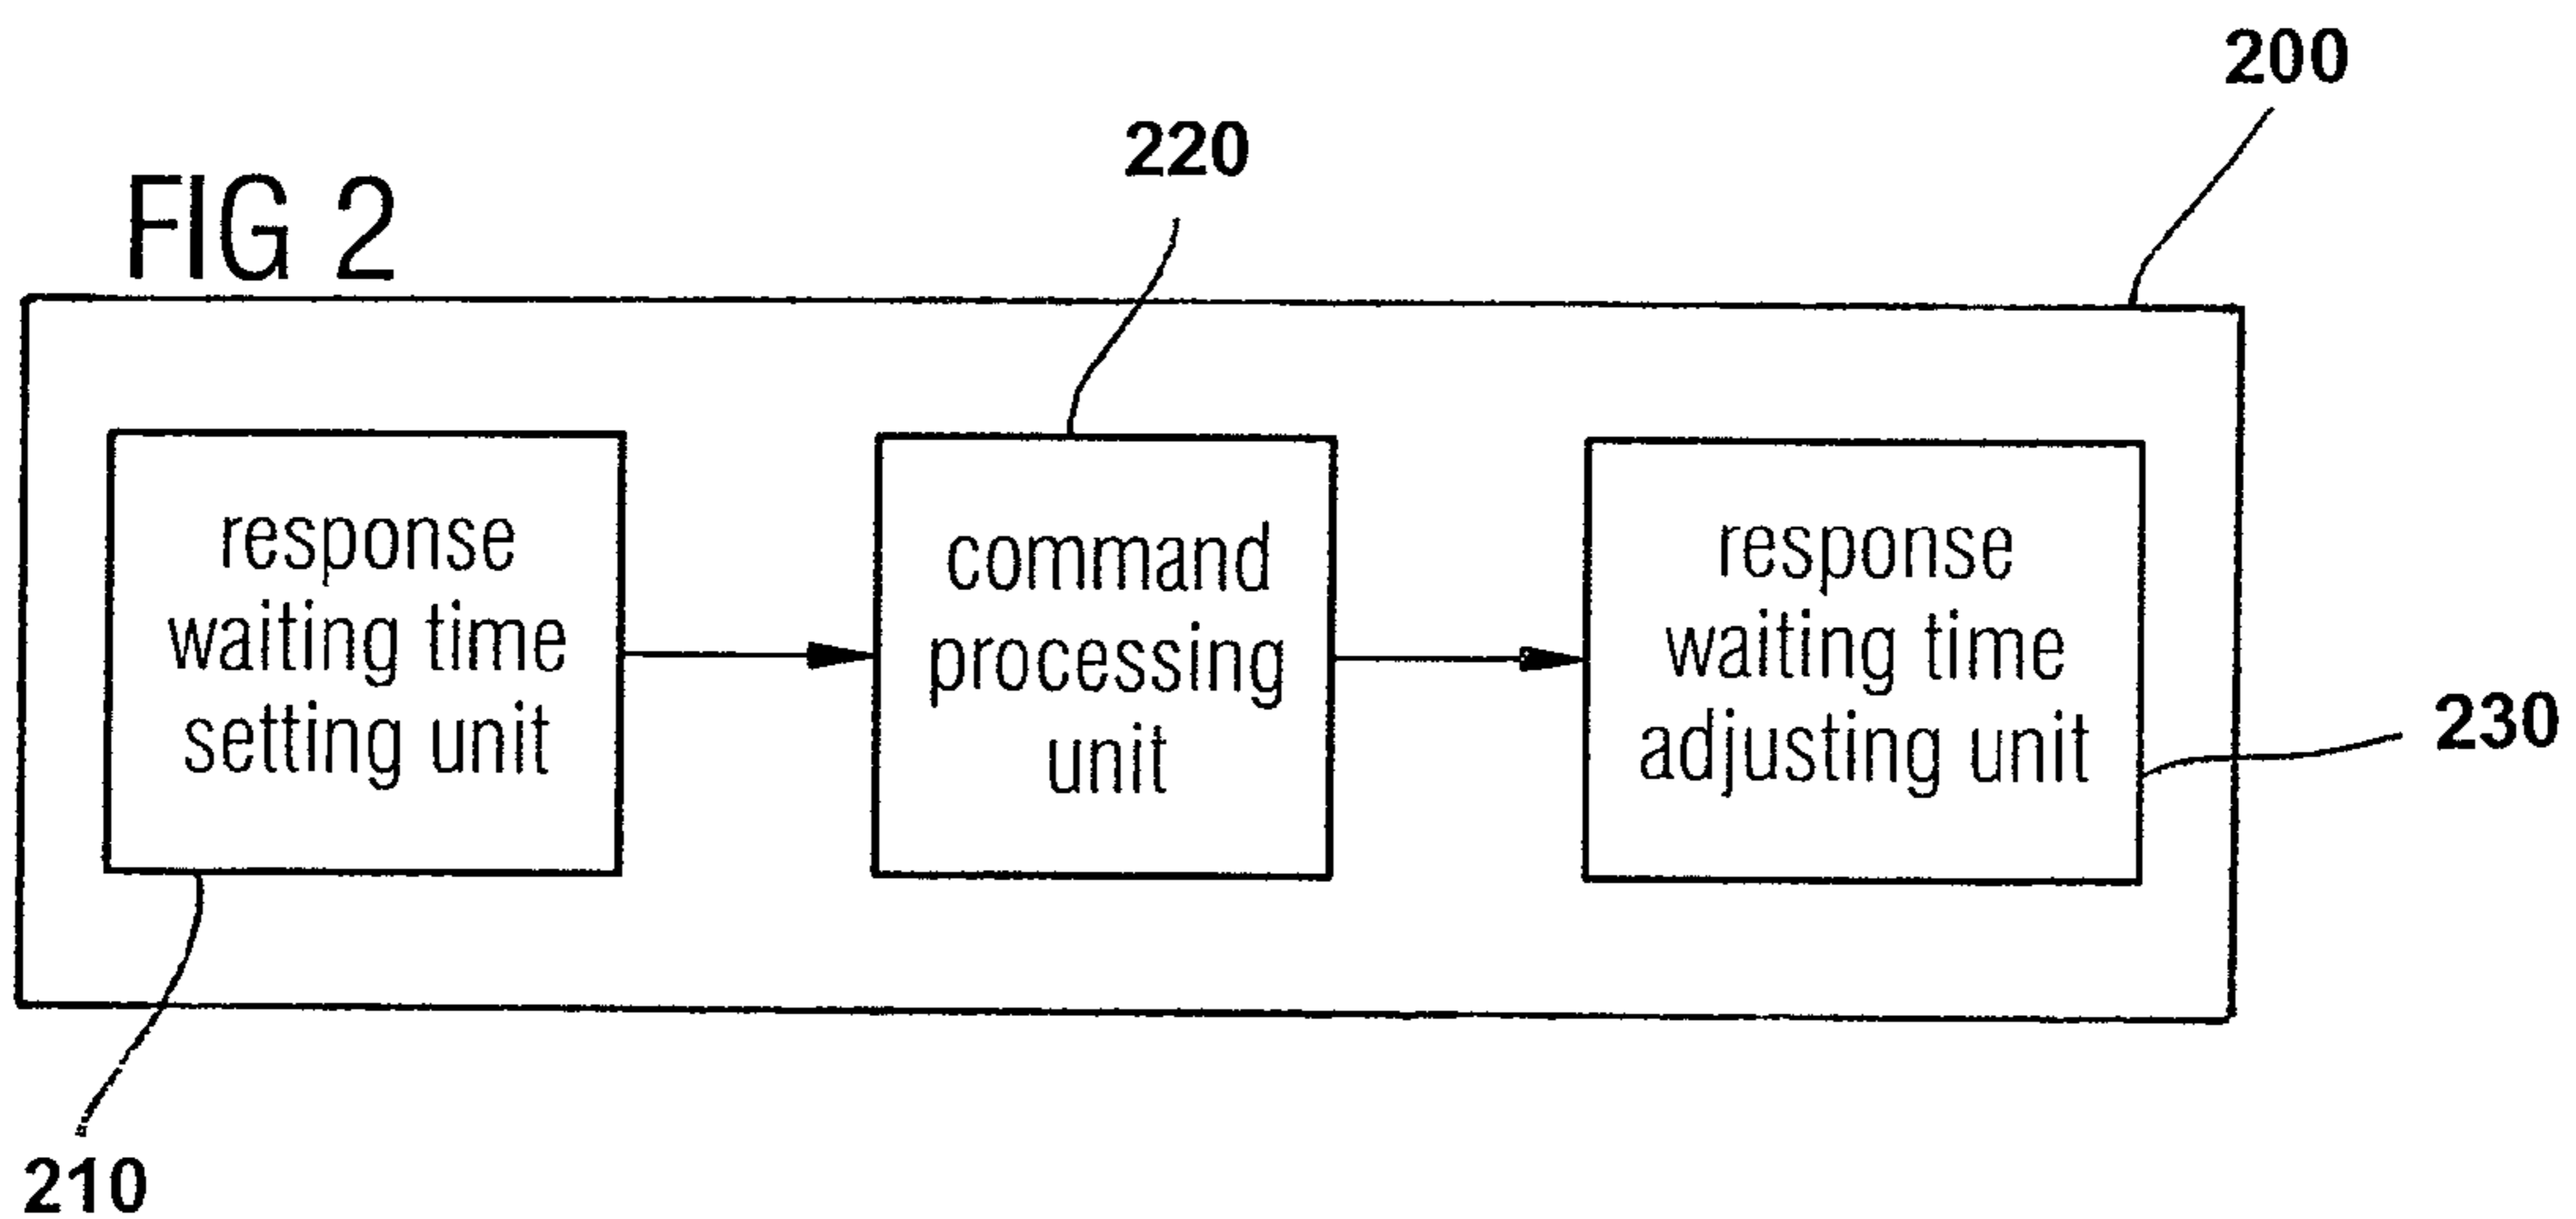 200
220
FIG 2
response
waiting time
setting unit
command
processing
unit
response
waiting time
adjusting unit
230
210